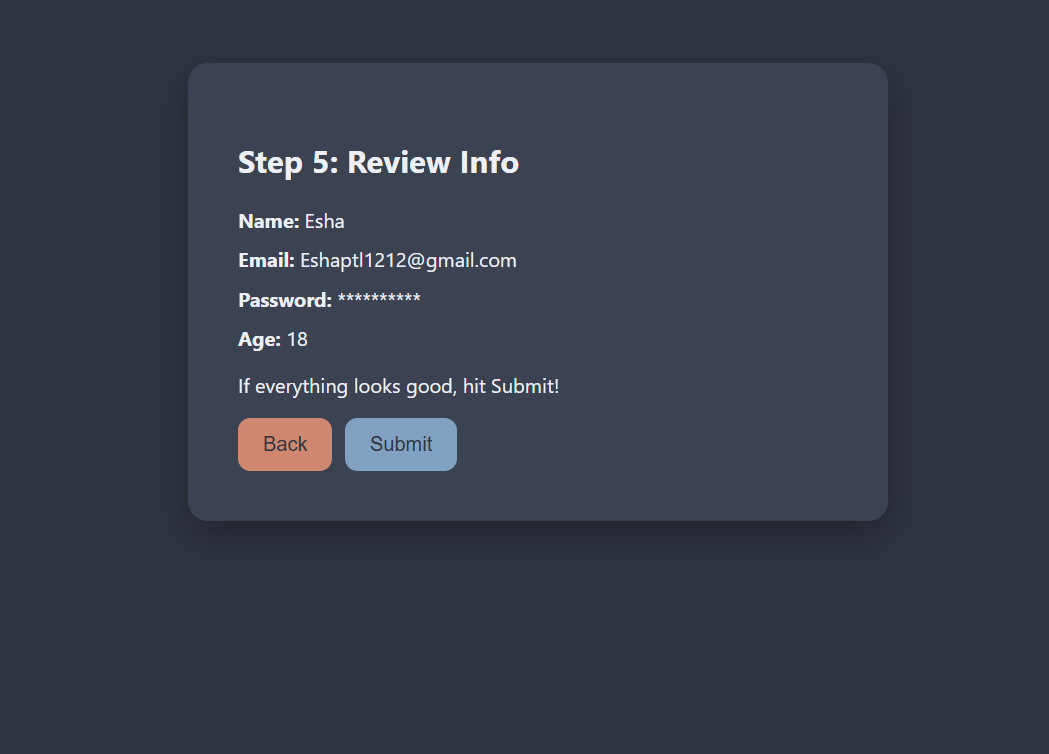 Step 5: Review Info
Name: Esha
Email: Eshaptl1212@gmail.com
Password: **********
Age: 18
If everything looks good, hit Submit!
Back Submit